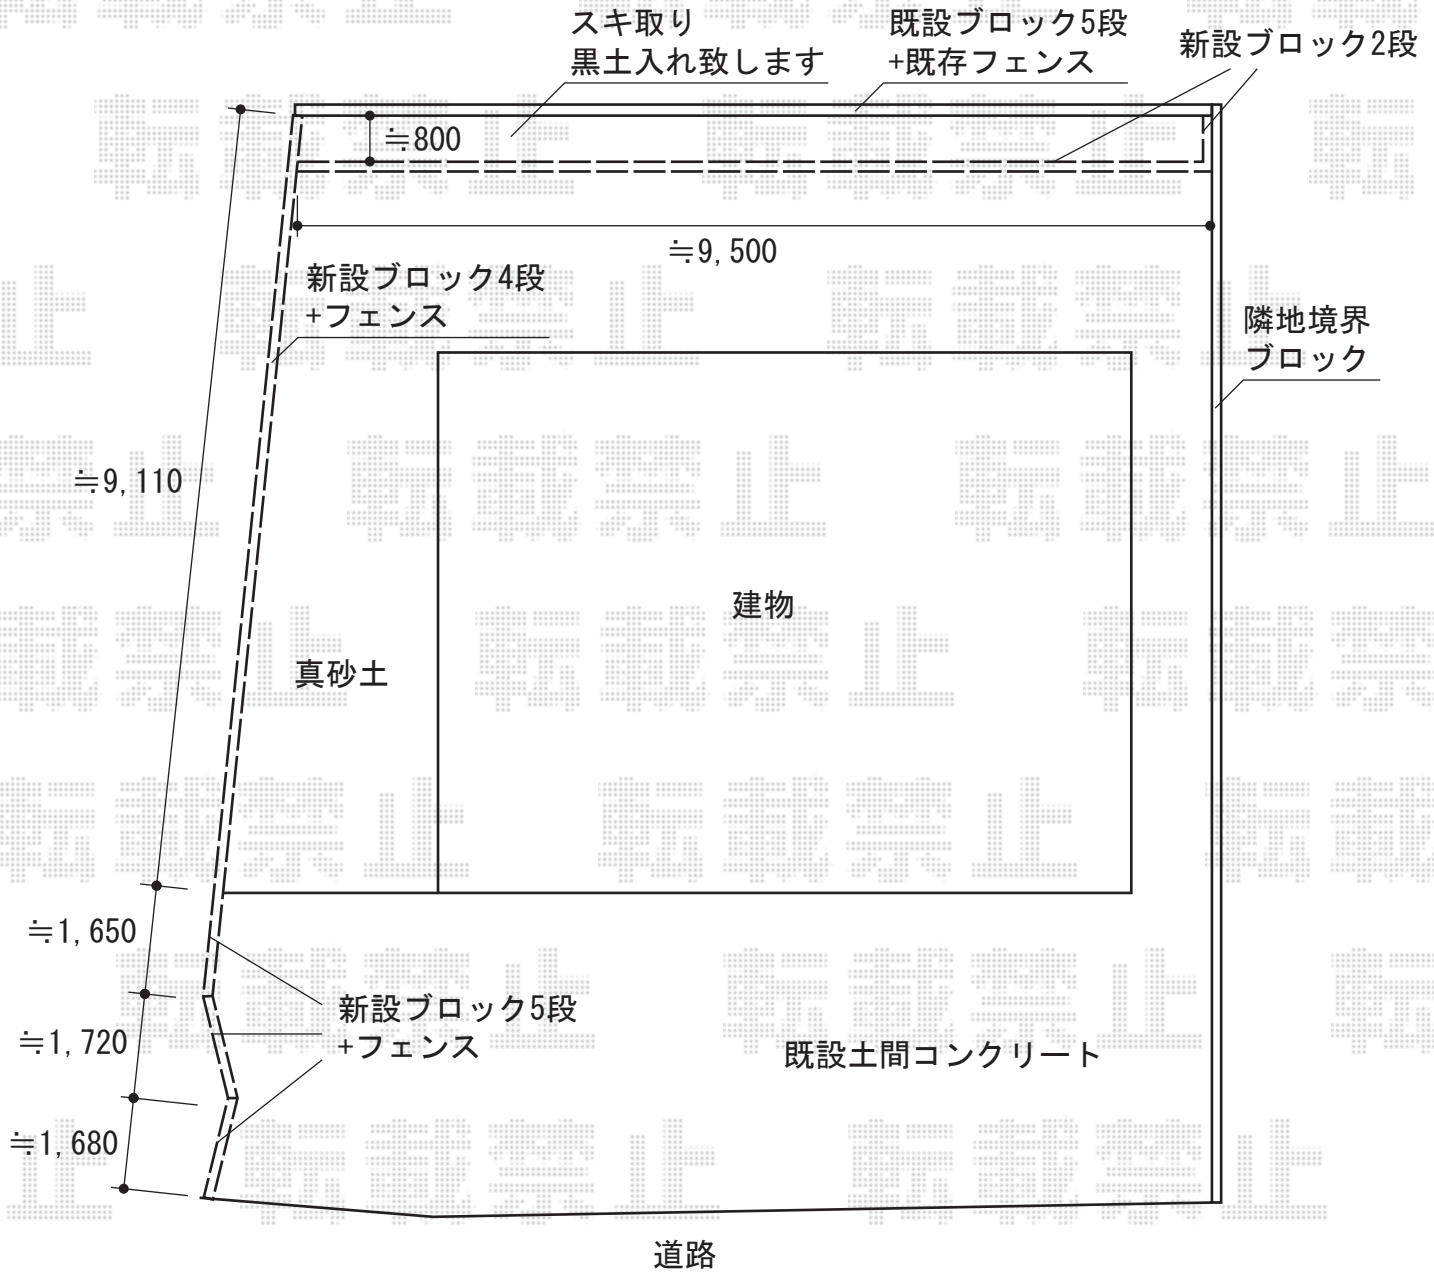 スキ取り
黒土入れ致します
既設ブロック5段
+既存フェンス
新設ブロック2段
≒800
≒9,500
新設ブロック4段
+フェンス
隣地境界
ブロック
≒9,110
建物
真砂土
≒1,650
新設ブロック5段
+フェンス
≒1,720
既設土間コンクリート
≒1,680
道路
転載禁止